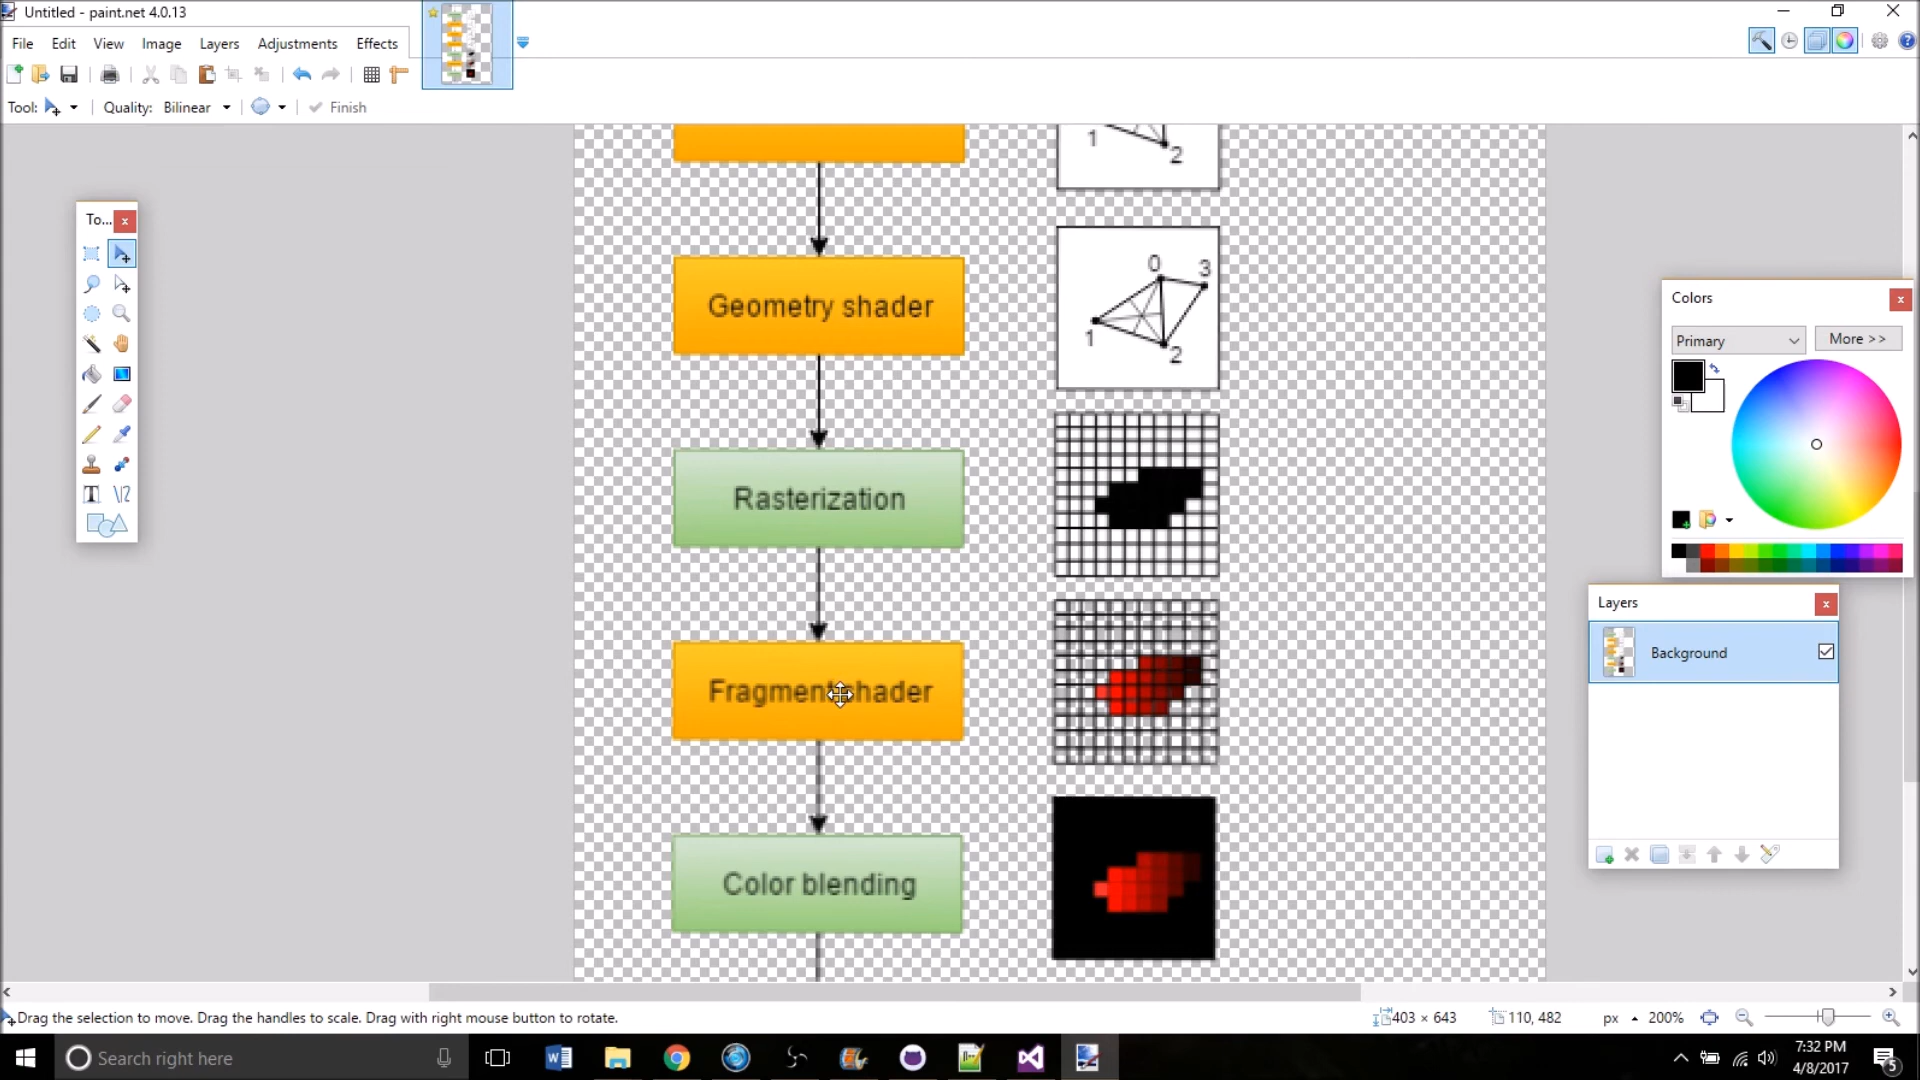 Untitled - paint.net 4.0.13
File Edit View Image Layers Adjustments Effects
Tool: Quality: Bilinear Finish
1
2
To...
Geometry shader
0 3
1
2
Colors
Primary More >>
Rasterization
Layers
Background
Fragment shader
Color blending
Drag the selection to move. Drag the handles to scale. Drag with right mouse button to rotate.
403 × 643 110, 482 px 200%
Search right here
7:32 PM
4/8/2017
5